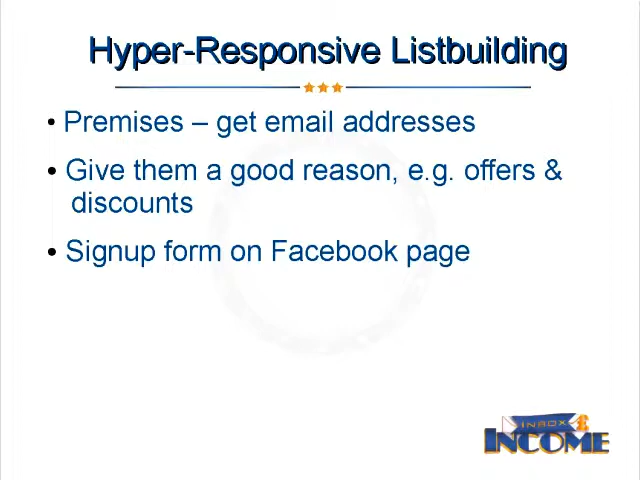 Hyper-Responsive Listbuilding
• Premises – get email addresses
• Give them a good reason, e.g. offers &
discounts
• Signup form on Facebook page
INBOX £
INCOME